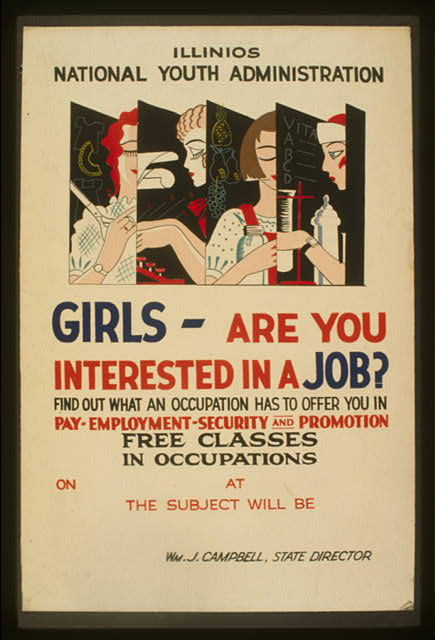 ILLINIOS
NATIONAL YOUTH ADMINISTRATION
VITA
A
B
C
D
GIRLS - ARE YOU
INTERESTED IN A JOB?
FIND OUT WHAT AN OCCUPATION HAS TO OFFER YOU IN
PAY-EMPLOYMENT-SECURITY AND PROMOTION
FREE CLASSES
IN OCCUPATIONS
ON AT
THE SUBJECT WILL BE
WM. J. CAMPBELL, STATE DIRECTOR